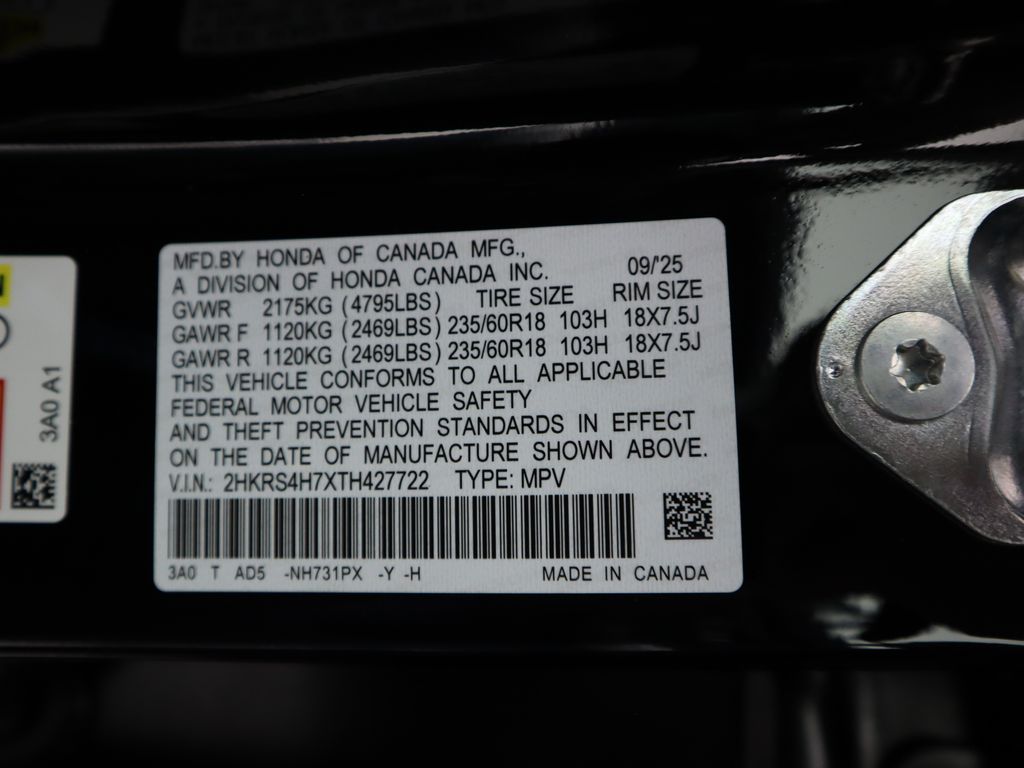 MFD.BY HONDA OF CANADA MFG.,
A DIVISION OF HONDA CANADA INC. 09/'25
GVWR 2175KG (4795LBS) TIRE SIZE RIM SIZE
GAWR F 1120KG (2469LBS) 235/60R18 103H 18X7.5J
GAWR R 1120KG (2469LBS) 235/60R18 103H 18X7.5J
THIS VEHICLE CONFORMS TO ALL APPLICABLE
FEDERAL MOTOR VEHICLE SAFETY
AND THEFT PREVENTION STANDARDS IN EFFECT
ON THE DATE OF MANUFACTURE SHOWN ABOVE.
V.I.N.: 2HKRS4H7XTH427722 TYPE: MPV
3A0 T AD5 -NH731PX -Y -H MADE IN CANADA
3A0 A1